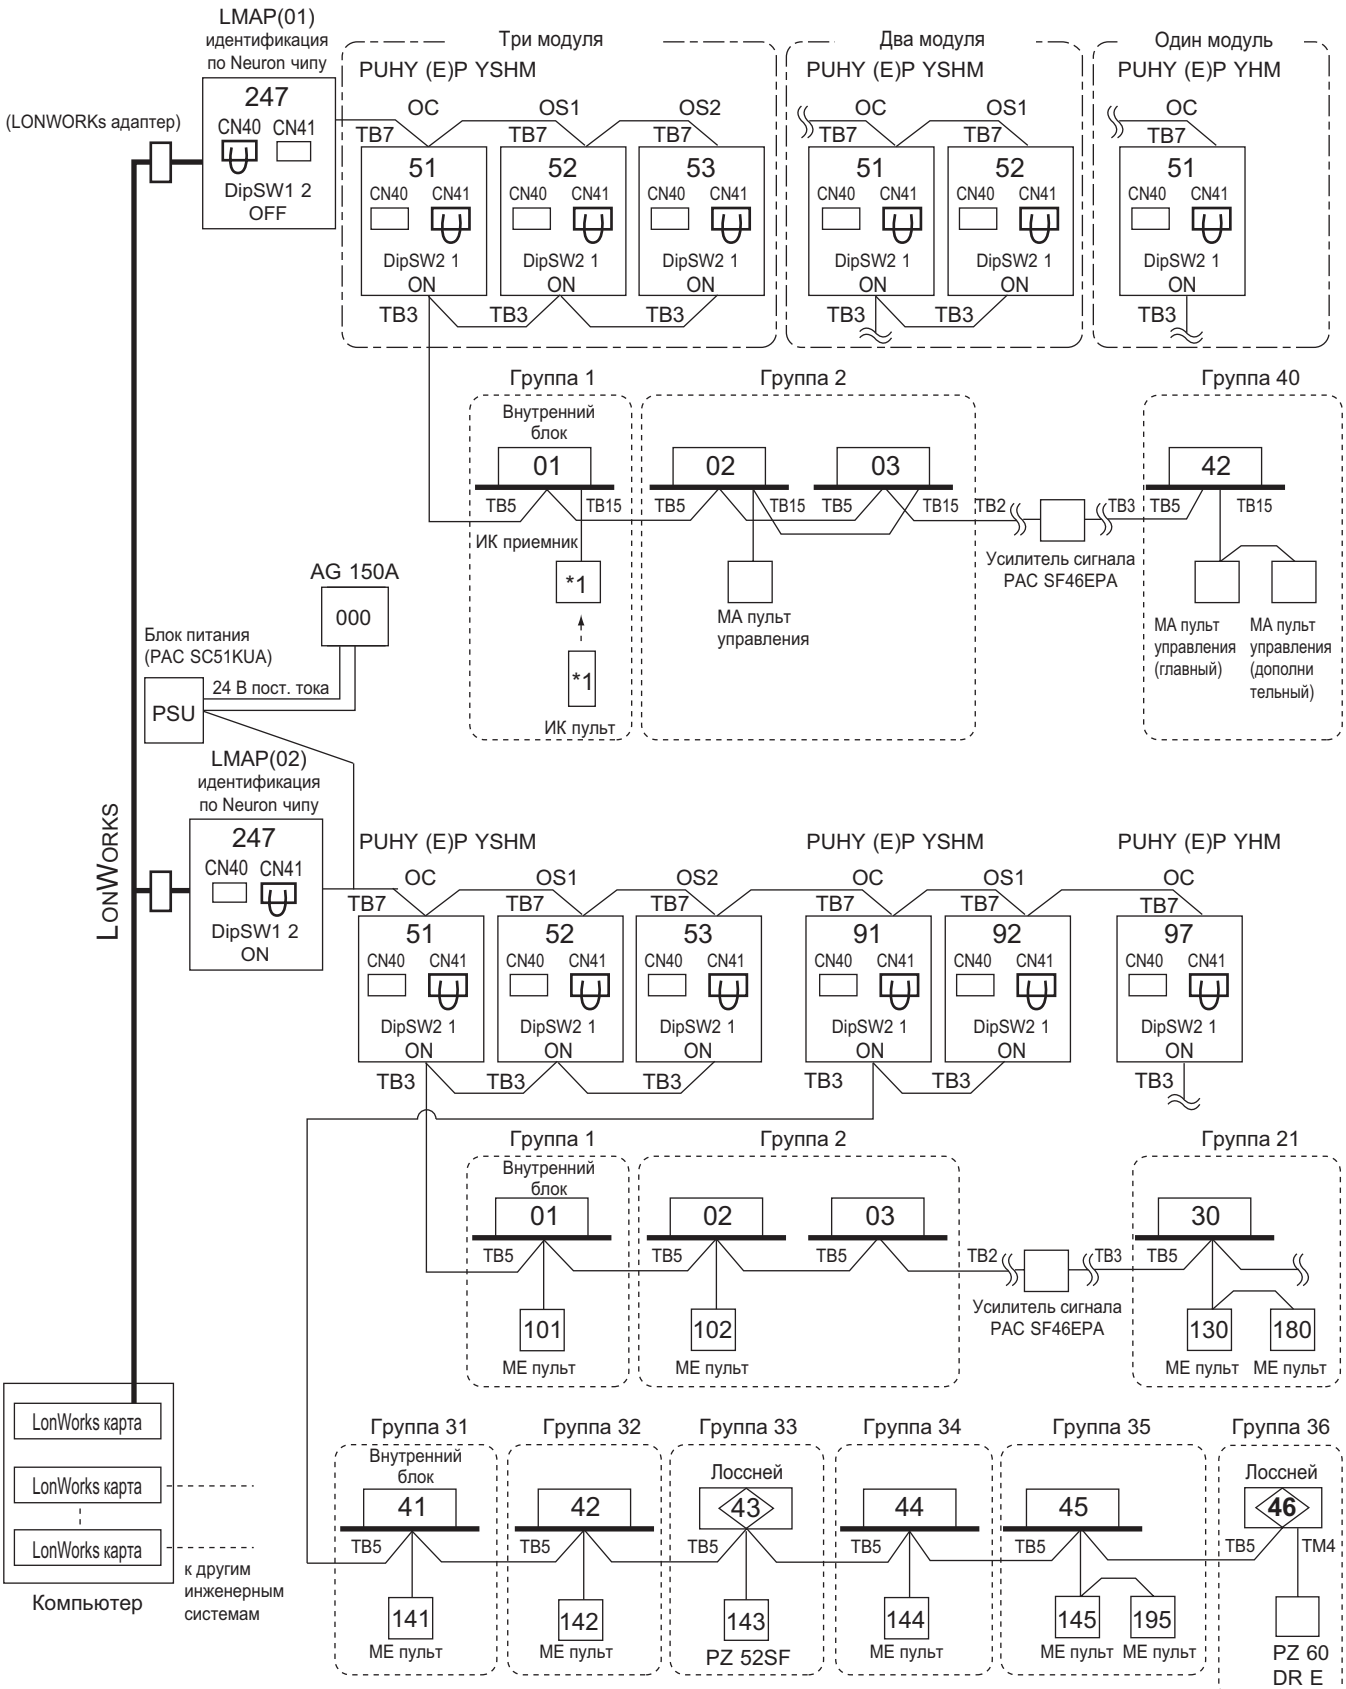 LMAP(01)
идентификация
по Neuron чипу
(LONWORKs адаптер)
247
CN40 CN41
DipSW1 2
OFF
Три модуля
Два модуля
Один модуль
PUHY (E)P YSHM
PUHY (E)P YSHM
PUHY (E)P YHM
OC OS1 OS2 OC OS1 OC
TB7 TB7 TB7 TB7 TB7 TB7
51 52 53 51 52 51
CN40 CN41 CN40 CN41 CN40 CN41 CN40 CN41 CN40 CN41 CN40 CN41
DipSW2 1 DipSW2 1 DipSW2 1 DipSW2 1 DipSW2 1 DipSW2 1
ON ON ON ON ON ON
TB3 TB3 TB3 TB3 TB3 TB3
Группа 1 Группа 2 Группа 40
Внутренний
блок
01 02 03 42
TB5 TB15 TB5 TB15 TB5 TB15 TB2 TB3 TB5 TB15
ИК приемник
*1
*1
ИК пульт
МА пульт
управления
Усилитель сигнала
PAC SF46EPA
МА пульт
управления
(главный)
МА пульт
управления
(дополни
тельный)
AG 150A
000
Блок питания
(PAC SC51KUA)
24 В пост. тока
PSU
LMAP(02)
идентификация
по Neuron чипу
247
CN40 CN41
DipSW1 2
ON
LONWORKS
PUHY (E)P YSHM PUHY (E)P YSHM PUHY (E)P YHM
OC OS1 OS2 OC OS1 OC
TB7 TB7 TB7 TB7 TB7 TB7
51 52 53 91 92 97
CN40 CN41 CN40 CN41 CN40 CN41 CN40 CN41 CN40 CN41 CN40 CN41
DipSW2 1 DipSW2 1 DipSW2 1 DipSW2 1 DipSW2 1 DipSW2 1
ON ON ON ON ON ON
TB3 TB3 TB3 TB3 TB3 TB3
Группа 1 Группа 2 Группа 21
Внутренний
блок
01 02 03 30
TB5 TB5 TB5 TB2 TB3 TB5
Усилитель сигнала
PAC SF46EPA
101 102 130 180
МЕ пульт МЕ пульт МЕ пульт МЕ пульт
Группа 31 Группа 32 Группа 33 Группа 34 Группа 35 Группа 36
Внутренний
блок
Лоссней Лоссней
41 42 43 44 45 46
TB5 TB5 TB5 TB5 TB5 TB5 TM4
141 142 143 144 145 195
МЕ пульт МЕ пульт PZ 52SF МЕ пульт МЕ пульт МЕ пульт
PZ 60
DR E
LonWorks карта
LonWorks карта
LonWorks карта
Компьютер
к другим
инженерным
системам